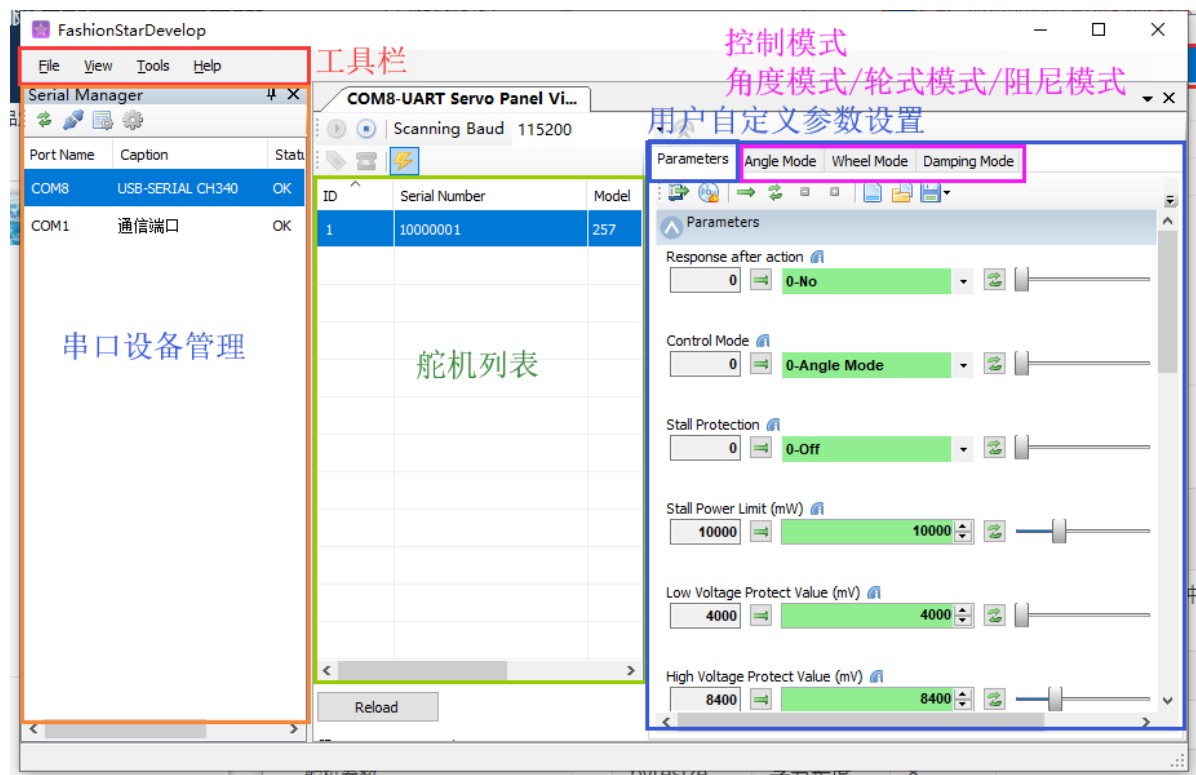 FashionStarDevelop
File View Tools Help
工具栏
控制模式
角度模式/轮式模式/阻尼模式
用户自定义参数设置
Serial Manager
Port Name Caption Statu
COM8 USB-SERIAL CH340 OK
COM1 通信端口 OK
串口设备管理
COM8-UART Servo Panel Vi...
Scanning Baud 115200
ID Serial Number Model
1 10000001 257
舵机列表
Reload
Parameters Angle Mode Wheel Mode Damping Mode
Parameters
Response after action
0 0-No
Control Mode
0 0-Angle Mode
Stall Protection
0 0-Off
Stall Power Limit (mW)
10000 10000
Low Voltage Protect Value (mV)
4000 4000
High Voltage Protect Value (mV)
8400 8400